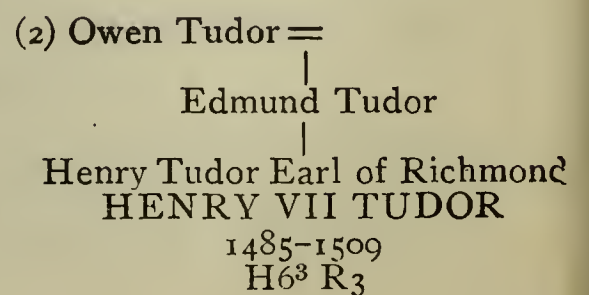 (2) Owen Tudor =
Edmund Tudor
Henry Tudor Earl of Richmond
HENRY VII TUDOR
1485-1509
H6³ R3